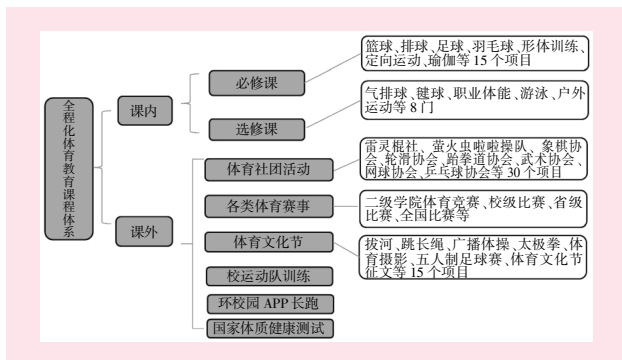 全程化体育教育课程体系
课内
必修课
篮球、排球、足球、羽毛球、形体训练、
定向运动、瑜伽等 15 个项目
选修课
气排球、毽球、职业体能、游泳、户外
运动等 8 门
课外
体育社团活动
雷灵棍社、萤火虫啦啦操队、象棋协
会、轮滑协会、跆拳道协会、武术协会、
网球协会、乒乓球协会等 30 个项目
各类体育赛事
二级学院体育竞赛、校级比赛、省级
比赛、全国比赛等
体育文化节
拔河、跳长绳、广播体操、太极拳、体
育摄影、五人制足球赛、体育文化节
征文等 15 个项目
校运动队训练
环校园 APP 长跑
国家体质健康测试